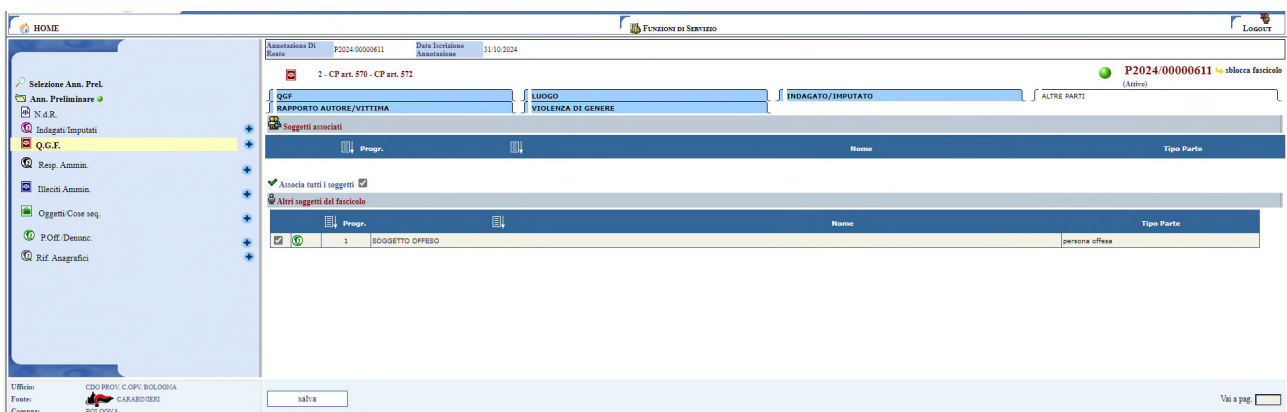 HOME
FUNZIONI DI SERVIZIO
LOGOUT
Annotazione Di Reato P2024/00000611 Data Iscrizione Annotazione 31/10/2024
2 - CP art. 570 - CP art. 572
P2024/00000611 sblocca fascicolo
(Attivo)
QGF LUOGO INDAGATO/IMPUTATO ALTRE PARTI
RAPPORTO AUTORE/VITTIMA VIOLENZA DI GENERE
Selezione Ann. Prel.
Ann. Preliminare
N.d.R.
Indagati/Imputati
Q.G.F.
Resp. Ammin.
Illeciti Ammin.
Oggetti/Cose seq.
P.Off./Denunc.
Rif. Anagrafici
Soggetti associati
Progr. Nome Tipo Parte
Associa tutti i soggetti
Altri soggetti del fascicolo
Progr. Nome Tipo Parte
1 SOGGETTO OFFESO persona offesa
Ufficio: CDO PROV. C.OPV. BOLOGNA
Fonte: CARABINIERI
Comune: BOLOGNA
salva
Vai a pag.